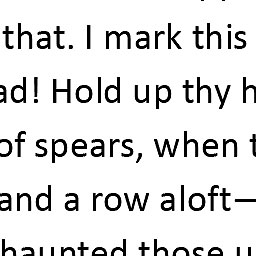 that. I mark this
ad! Hold up thy h
of spears, when t
and a row aloft—
haunted those u